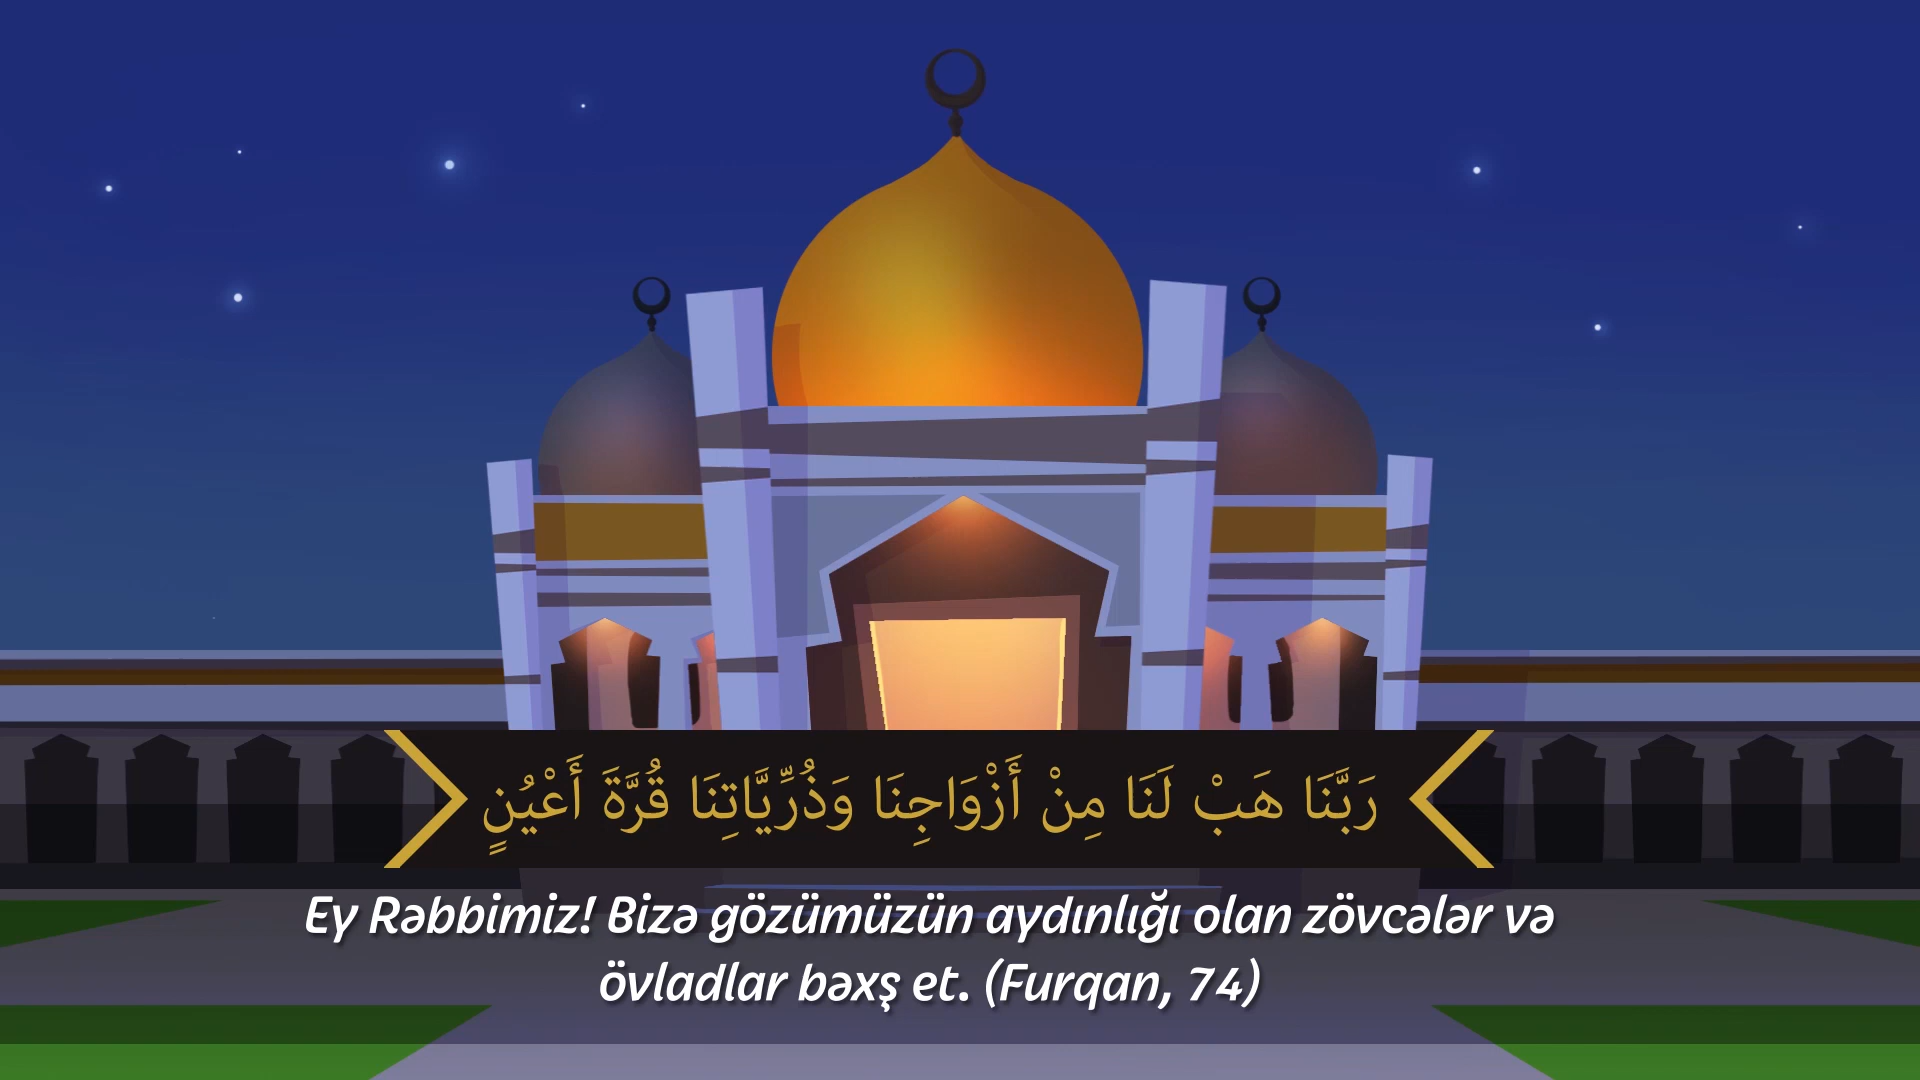 رَبَّنَا هَبْ لَنَا مِنْ أَزْوَاجِنَا وَذُرِّيَّاتِنَا قُرَّةَ أَعْيُنٍ
Ey Rəbbimiz! Bizə gözümüzün aydınlığı olan zövcələr və
övladlar bəxş et. (Furqan, 74)